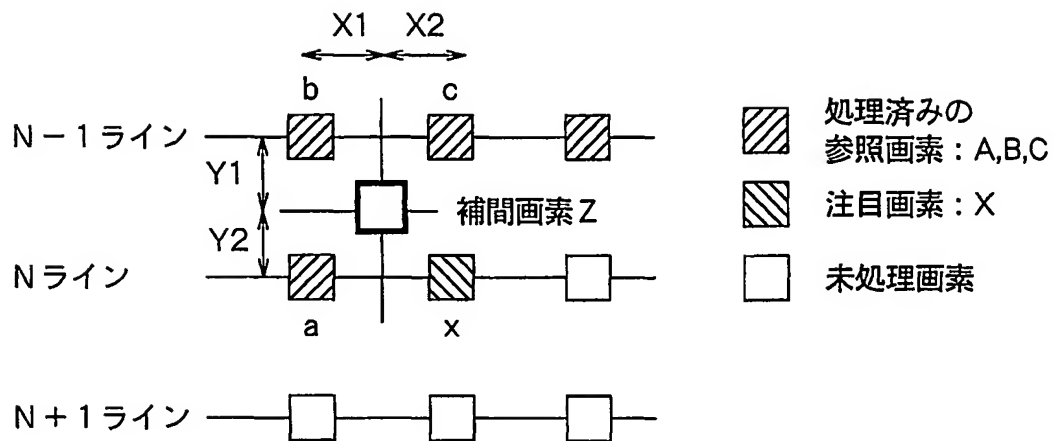 X1 X2
b c
N－1ライン
Y1
補間画素Z
Y2
Nライン
a x
N＋1ライン
処理済みの
参照画素：A,B,C
注目画素：X
未処理画素